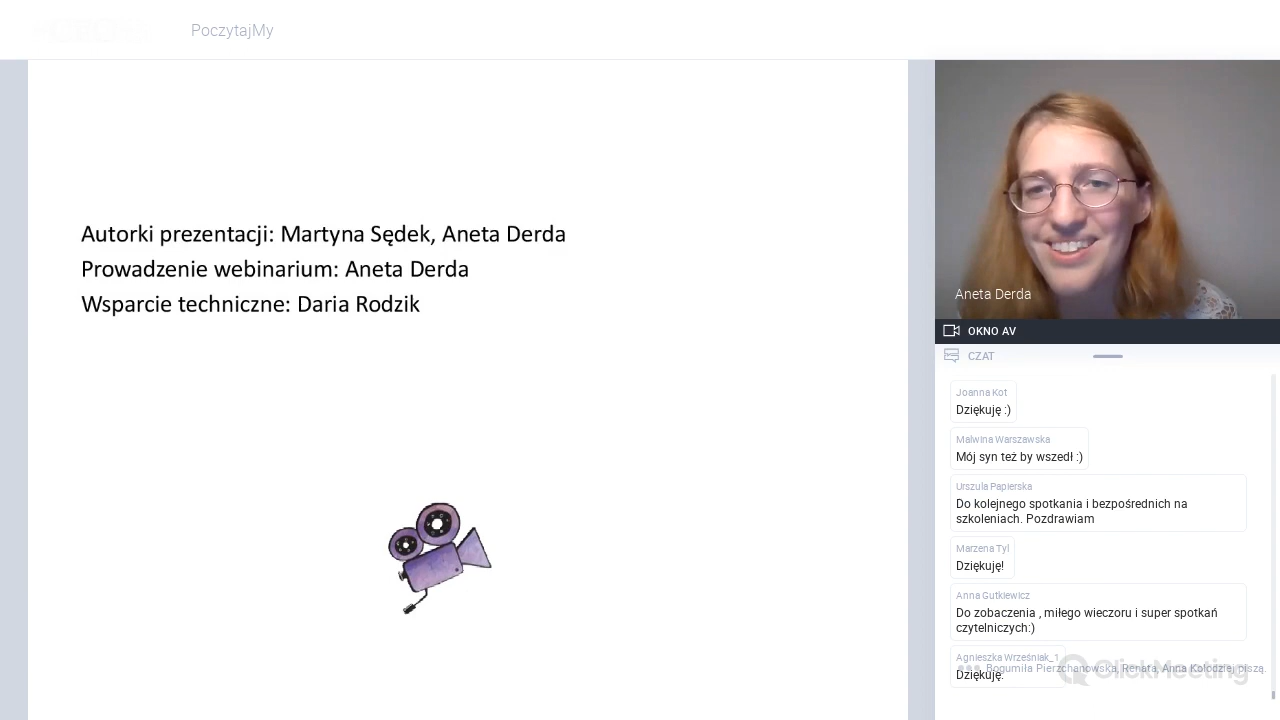 PoczytajMy
Autorki prezentacji: Martyna Sędek, Aneta Derda
Prowadzenie webinarium: Aneta Derda
Wsparcie techniczne: Daria Rodzik
Aneta Derda
OKNO AV
CZAT
Joanna Kot
Dziękuję :)
Malwina Warszawska
Mój syn też by wszedł :)
Urszula Papierska
Do kolejnego spotkania i bezpośrednich na
szkoleniach. Pozdrawiam
Marzena Tyl
Dziękuję!
Anna Gutkiewicz
Do zobaczenia , miłego wieczoru i super spotkań
czytelniczych:)
Agnieszka Wrześniak_1
Bogumiła Pierzchanowska, Renata, Anna Kołodziej piszą.
Dziękuję.
ClickMeeting